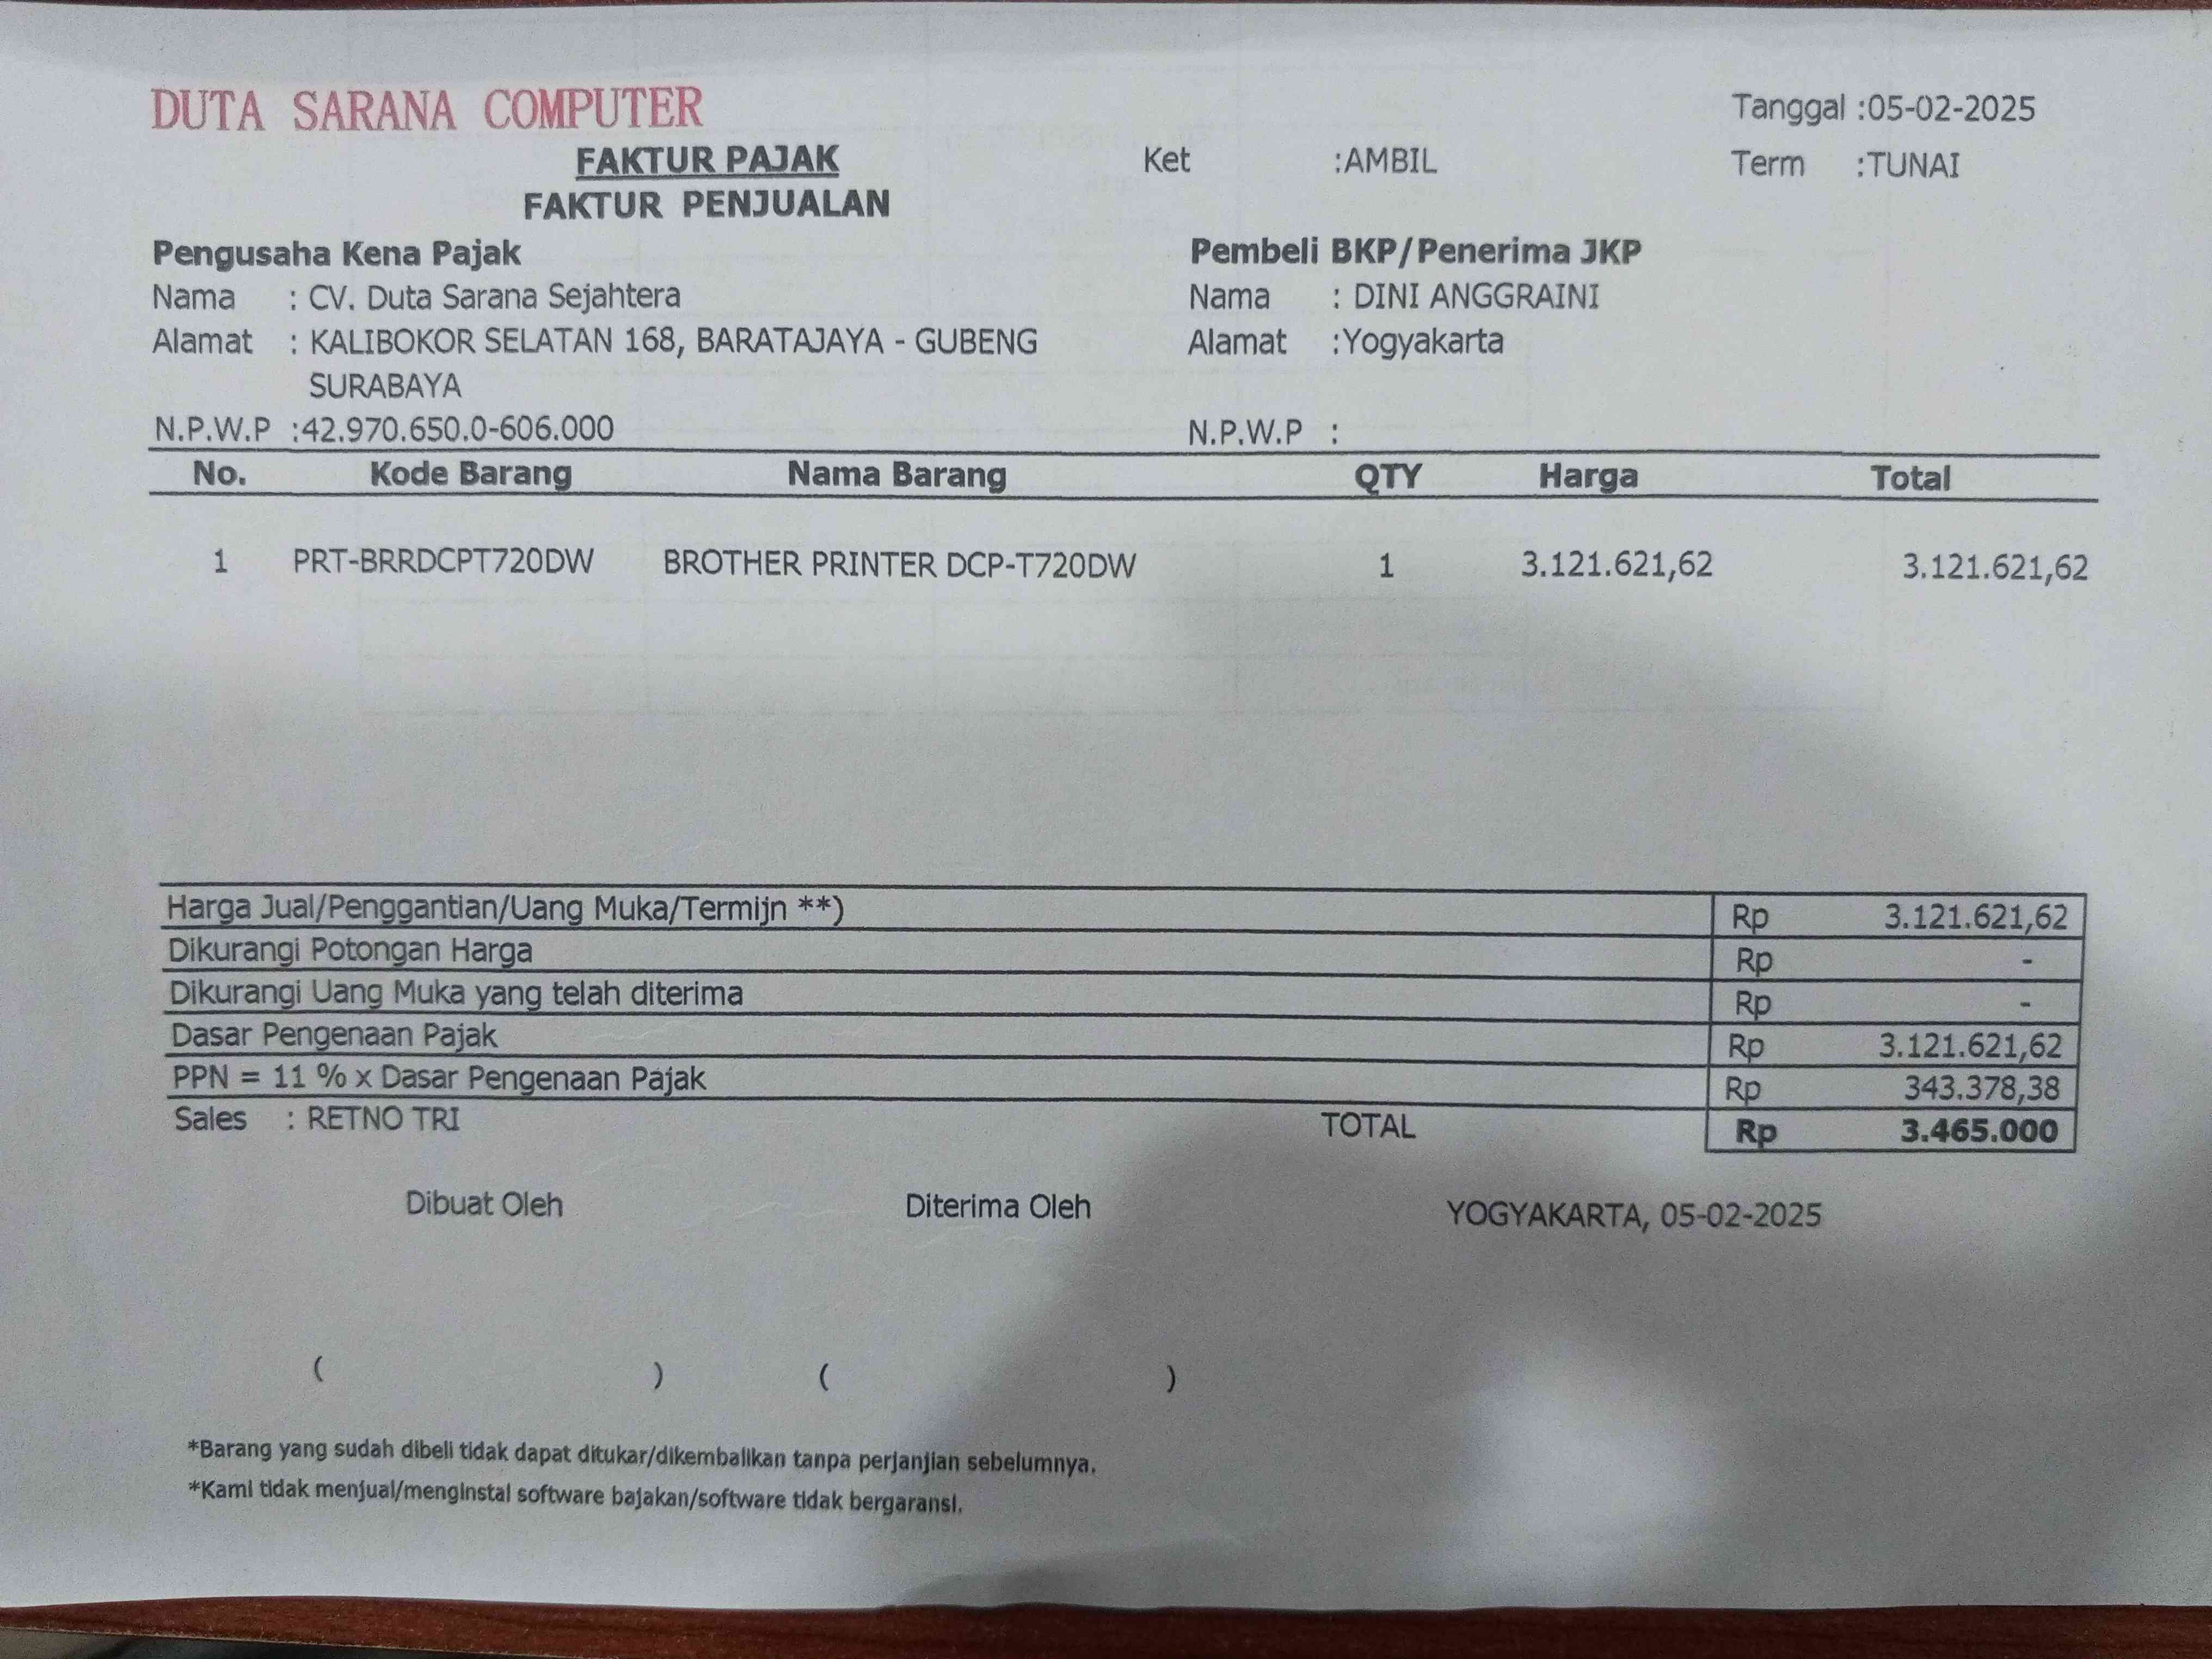 DUTA SARANA COMPUTER
Tanggal :05-02-2025
FAKTUR PAJAK
Ket :AMBIL
Term :TUNAI
FAKTUR PENJUALAN
Pengusaha Kena Pajak
Nama : CV. Duta Sarana Sejahtera
Alamat : KALIBOKOR SELATAN 168, BARATAJAYA - GUBENG
SURABAYA
N.P.W.P :42.970.650.0-606.000
Pembeli BKP/Penerima JKP
Nama : DINI ANGGRAINI
Alamat :Yogyakarta
N.P.W.P :
No. Kode Barang Nama Barang QTY Harga Total
1 PRT-BRRDCPT720DW BROTHER PRINTER DCP-T720DW 1 3.121.621,62 3.121.621,62
Harga Jual/Penggantian/Uang Muka/Termijn **) Rp 3.121.621,62
Dikurangi Potongan Harga Rp -
Dikurangi Uang Muka yang telah diterima Rp -
Dasar Pengenaan Pajak Rp 3.121.621,62
PPN = 11 % x Dasar Pengenaan Pajak Rp 343.378,38
Sales : RETNO TRI TOTAL Rp 3.465.000
Dibuat Oleh Diterima Oleh YOGYAKARTA, 05-02-2025
( ) ( )
*Barang yang sudah dibeli tidak dapat ditukar/dikembalikan tanpa perjanjian sebelumnya.
*Kami tidak menjual/menginstal software bajakan/software tidak bergaransi.